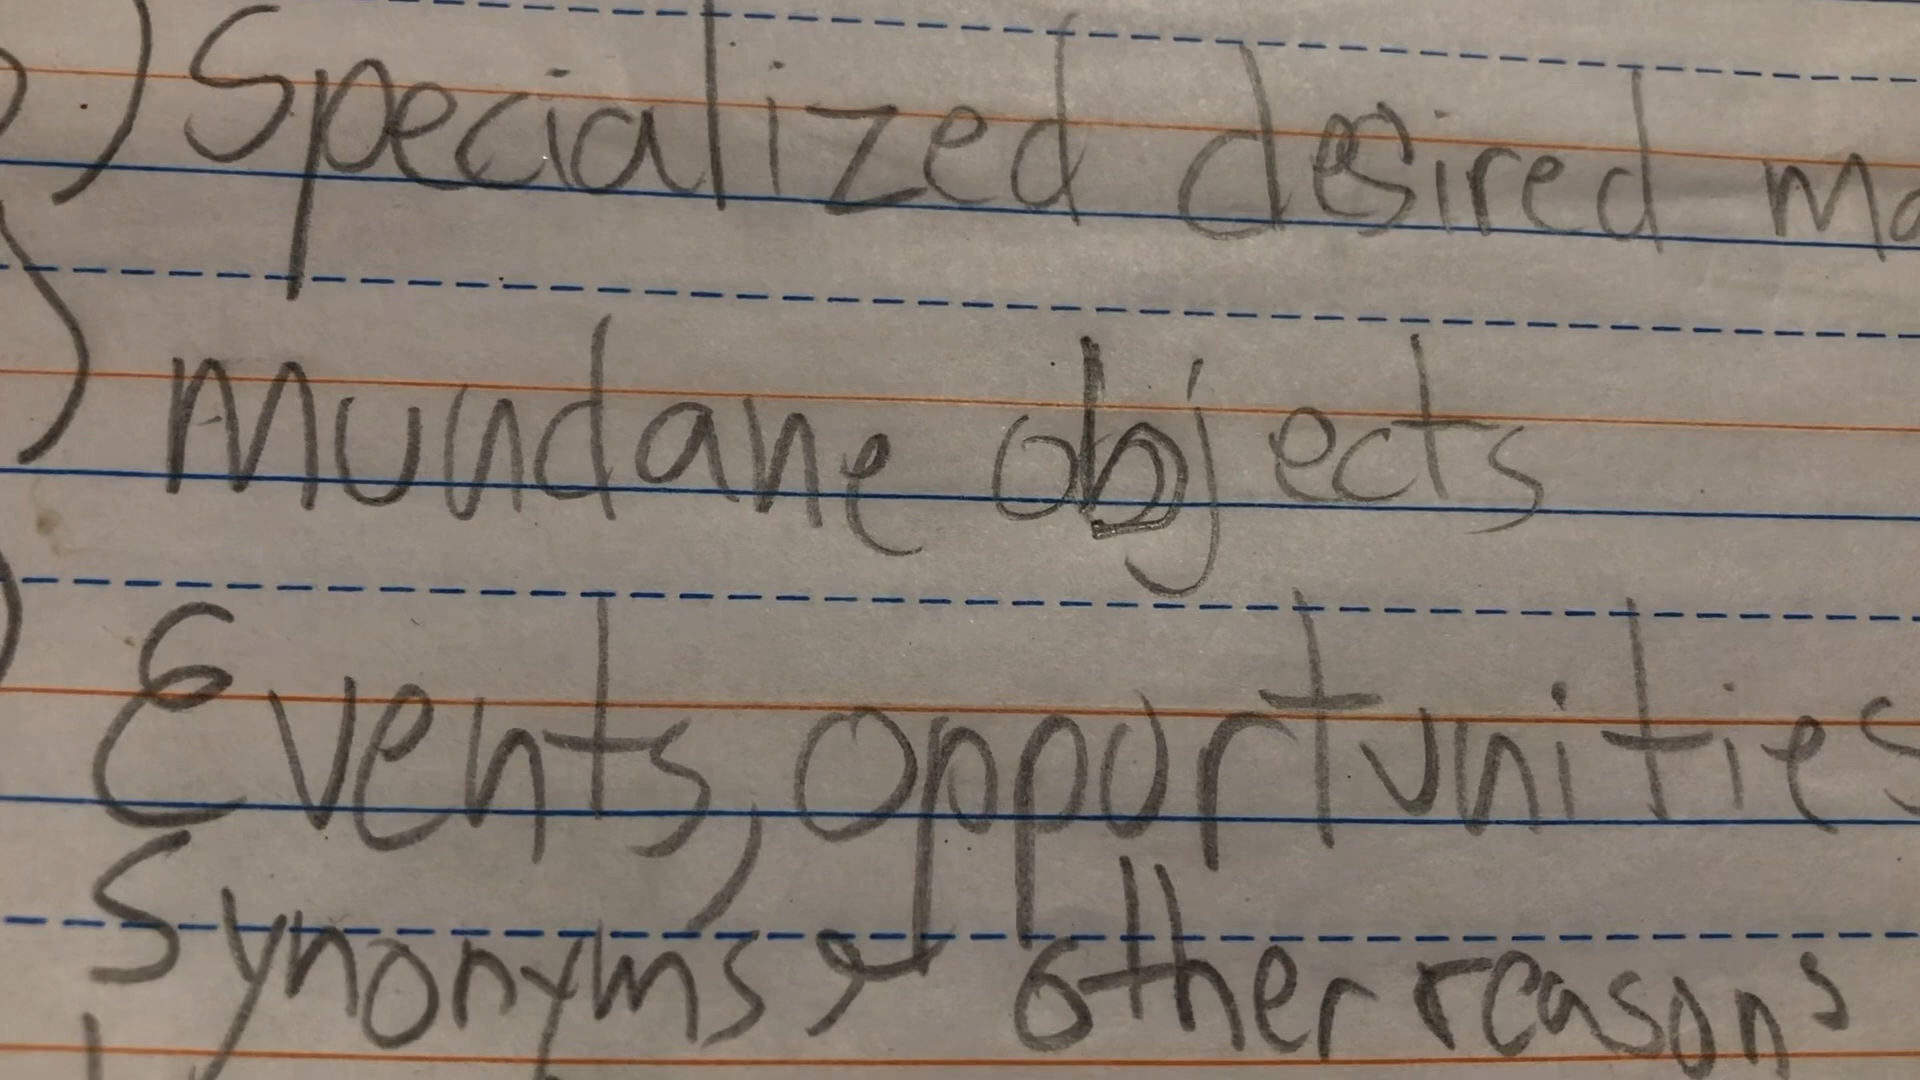 ) Specialized desired
) Mundane objects
) Events, opportunities
Synonyms & other reasons